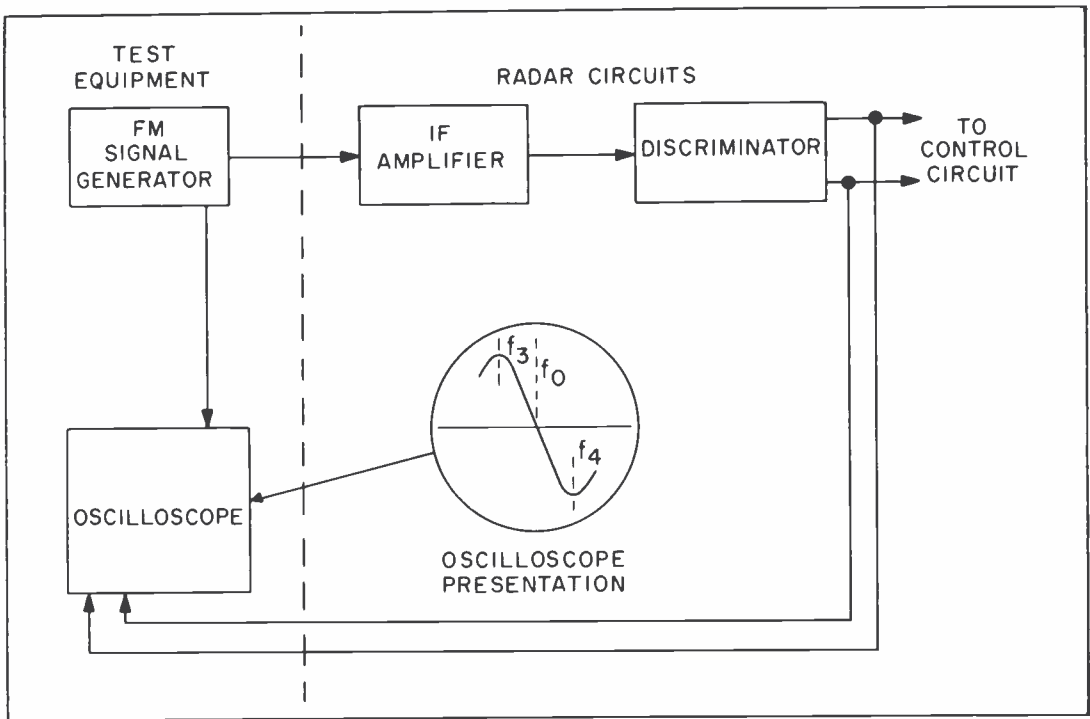 TEST
EQUIPMENT
RADAR CIRCUITS
FM
SIGNAL
GENERATOR
IF
AMPLIFIER
DISCRIMINATOR
TO
CONTROL
CIRCUIT
f3
f0
f4
OSCILLOSCOPE
OSCILLOSCOPE
PRESENTATION